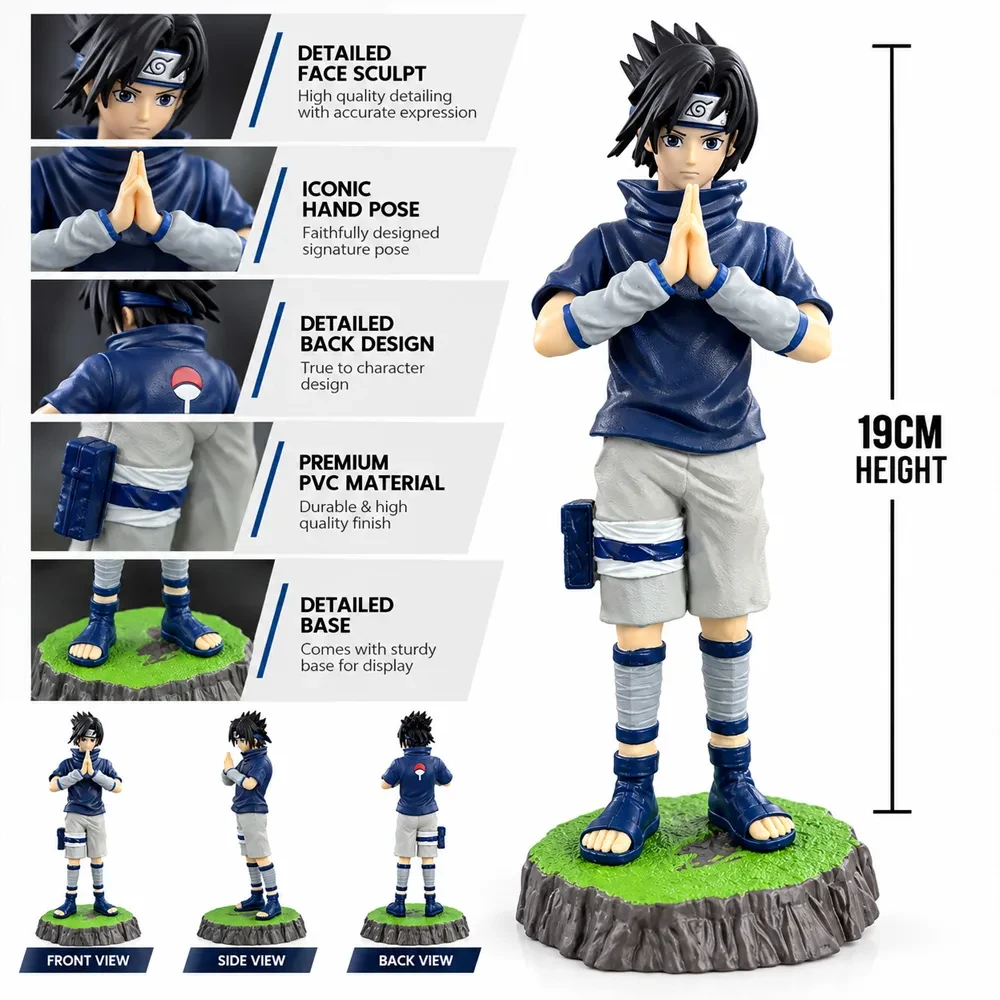 DETAILED
FACE SCULPT
High quality detailing
with accurate expression
ICONIC
HAND POSE
Faithfully designed
signature pose
DETAILED
BACK DESIGN
True to character
design
PREMIUM
PVC MATERIAL
Durable & high
quality finish
DETAILED
BASE
Comes with sturdy
base for display
19CM
HEIGHT
FRONT VIEW
SIDE VIEW
BACK VIEW